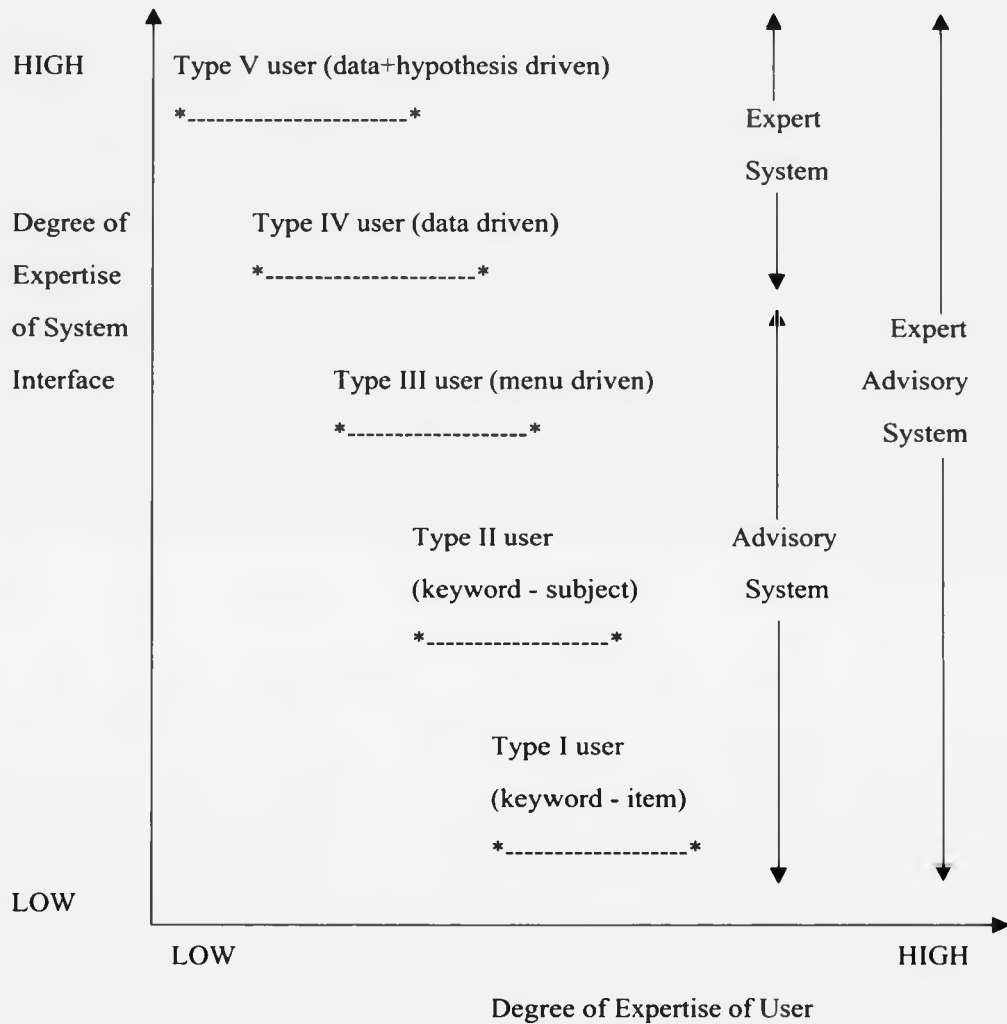 HIGH
Type V user (data+hypothesis driven)
*----------------------*
Expert
System
Degree of
Expertise
of System
Interface
Type IV user (data driven)
*---------------------*
Type III user (menu driven)
*------------------*
Expert
Advisory
System
Type II user
(keyword - subject)
*------------------*
Advisory
System
Type I user
(keyword - item)
*------------------*
LOW
LOW
HIGH
Degree of Expertise of User